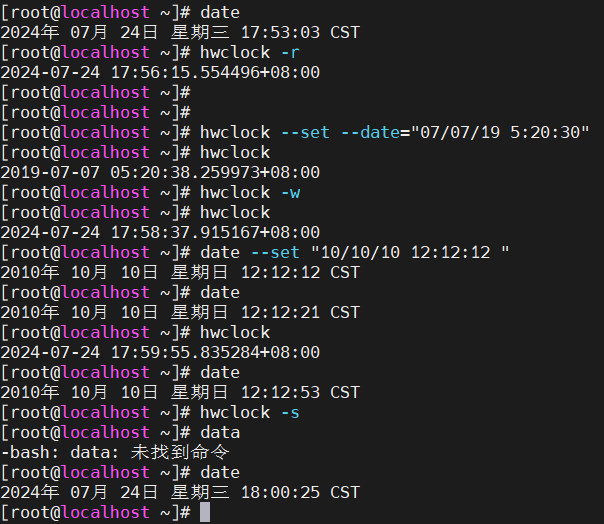 [root@localhost ~]# date
2024年 07月 24日 星期三 17:53:03 CST
[root@localhost ~]# hwclock -r
2024-07-24 17:56:15.554496+08:00
[root@localhost ~]#
[root@localhost ~]#
[root@localhost ~]# hwclock --set --date="07/07/19 5:20:30"
[root@localhost ~]# hwclock
2019-07-07 05:20:38.259973+08:00
[root@localhost ~]# hwclock -w
[root@localhost ~]# hwclock
2024-07-24 17:58:37.915167+08:00
[root@localhost ~]# date --set "10/10/10 12:12:12 "
2010年 10月 10日 星期日 12:12:12 CST
[root@localhost ~]# date
2010年 10月 10日 星期日 12:12:21 CST
[root@localhost ~]# hwclock
2024-07-24 17:59:55.835284+08:00
[root@localhost ~]# date
2010年 10月 10日 星期日 12:12:53 CST
[root@localhost ~]# hwclock -s
[root@localhost ~]# data
-bash: data: 未找到命令
[root@localhost ~]# date
2024年 07月 24日 星期三 18:00:25 CST
[root@localhost ~]#